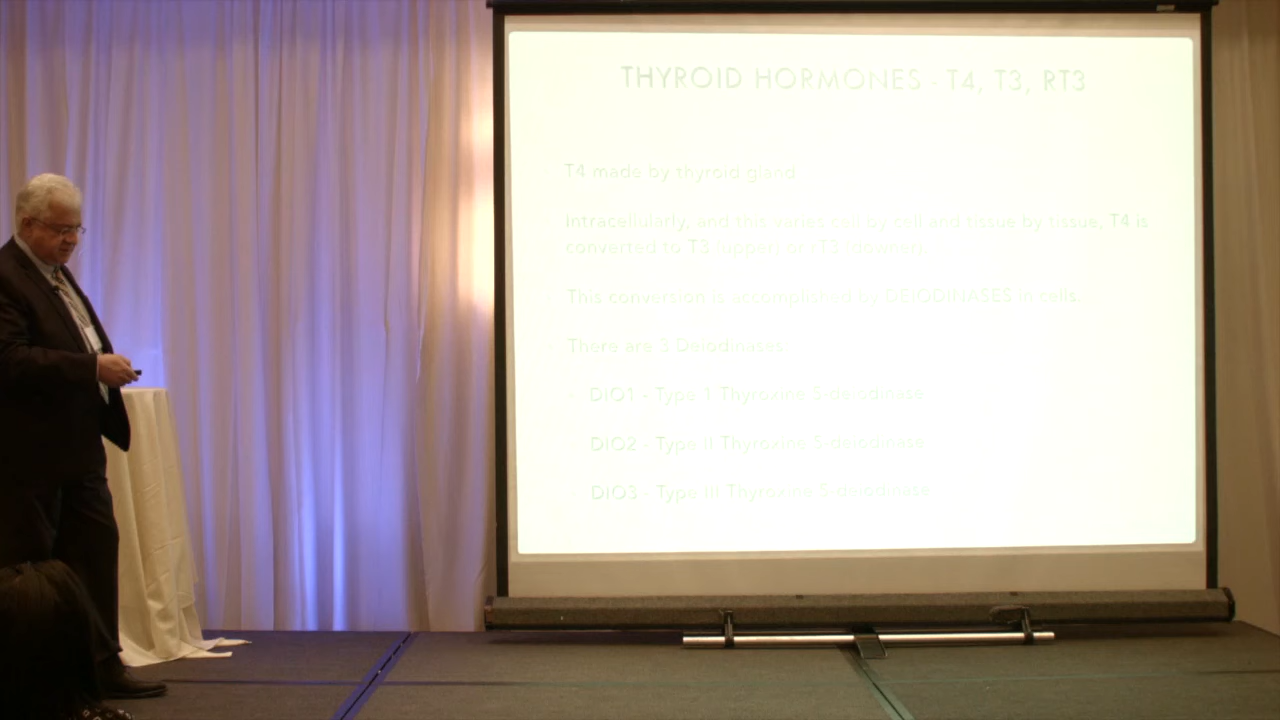 THYROID HORMONES - T4, T3, RT3
T4 made by thyroid gland
Intracellularly, and this varies cell by cell and tissue by tissue, T4 is
converted to T3 (upper) or rT3 (downer).
This conversion is accomplished by DEIODINASES in cells.
There are 3 Deiodinases
- DIO1 - Type 1 Thyroxine 5-deiodinase
DIO2 - Type II Thyroxine 5-deiodinase
- DIO3 - Type III Thyroxine 5-deiodinase